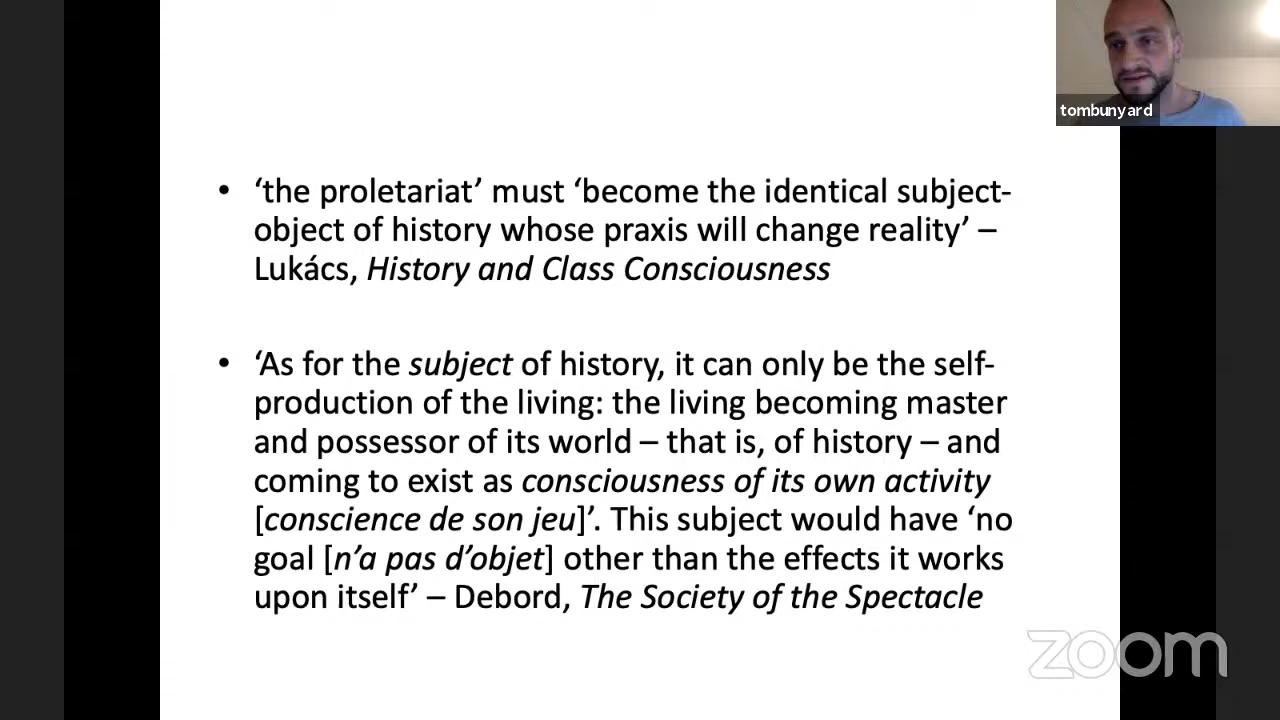 tombunyard
• ‘the proletariat’ must ‘become the identical subject-
object of history whose praxis will change reality’ –
Lukács, History and Class Consciousness
• ‘As for the subject of history, it can only be the self-
production of the living: the living becoming master
and possessor of its world – that is, of history – and
coming to exist as consciousness of its own activity
[conscience de son jeu]’. This subject would have ‘no
goal [n’a pas d’objet] other than the effects it works
upon itself’ – Debord, The Society of the Spectacle
zoom